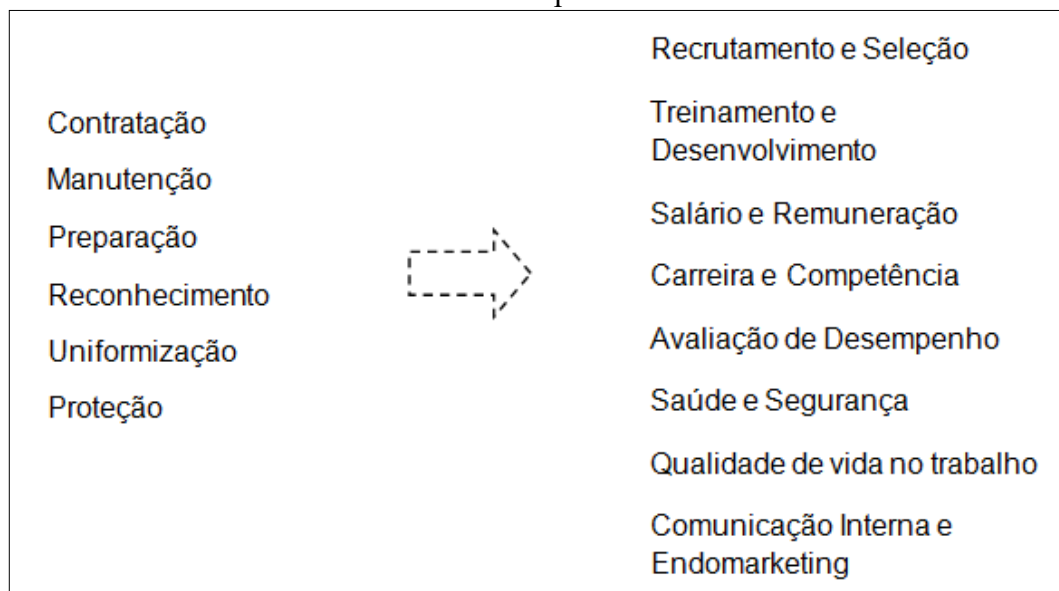 Contratação
Manutenção
Preparação
Reconhecimento
Uniformização
Proteção
Recrutamento e Seleção
Treinamento e
Desenvolvimento
Salário e Remuneração
Carreira e Competência
Avaliação de Desempenho
Saúde e Segurança
Qualidade de vida no trabalho
Comunicação Interna e
Endomarketing